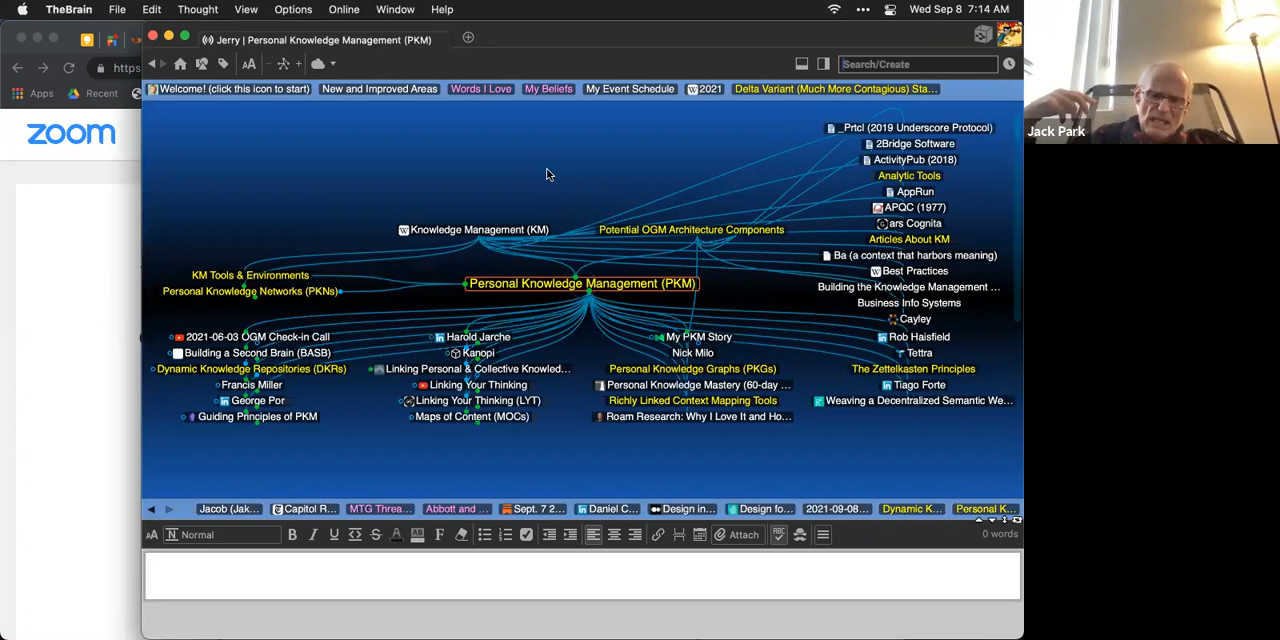 TheBrain File Edit Thought View Options Online Window Help
Wed Sep 8 7:14 AM
Jerry | Personal Knowledge Management (PKM)
https
Search/Create
Apps Recent
Welcome! (click this icon to start) New and Improved Areas Words I Love My Beliefs My Event Schedule 2021 Delta Variant (Much More Contagious) Sta...
zoom
Jack Park
_Prtcl (2019 Underscore Protocol)
2Bridge Software
ActivityPub (2018)
Analytic Tools
AppRun
APQC (1977)
ars Cognita
Knowledge Management (KM)
Potential OGM Architecture Components
Articles About KM
Ba (a context that harbors meaning)
Best Practices
Building the Knowledge Management ...
Business Info Systems
Cayley
KM Tools & Environments
Personal Knowledge Networks (PKNs)
Personal Knowledge Management (PKM)
2021-06-03 OGM Check-in Call
Building a Second Brain (BASB)
Dynamic Knowledge Repositories (DKRs)
Francis Miller
George Por
Guiding Principles of PKM
Harold Jarche
Kanopi
Linking Personal & Collective Knowled...
Linking Your Thinking
Linking Your Thinking (LYT)
Maps of Content (MOCs)
My PKM Story
Nick Milo
Personal Knowledge Graphs (PKGs)
Personal Knowledge Mastery (60-day ...
Richly Linked Context Mapping Tools
Roam Research: Why I Love It and Ho...
Rob Haisfield
Tettra
The Zettelkasten Principles
Tiago Forte
Weaving a Decentralized Semantic We...
Jacob (Jak... Capitol R... MTG Threa... Abbott and ... Sept. 7 2... Daniel C... Design in... Design fo... 2021-09-08... Dynamic K... Personal K...
Normal
Attach
0 words